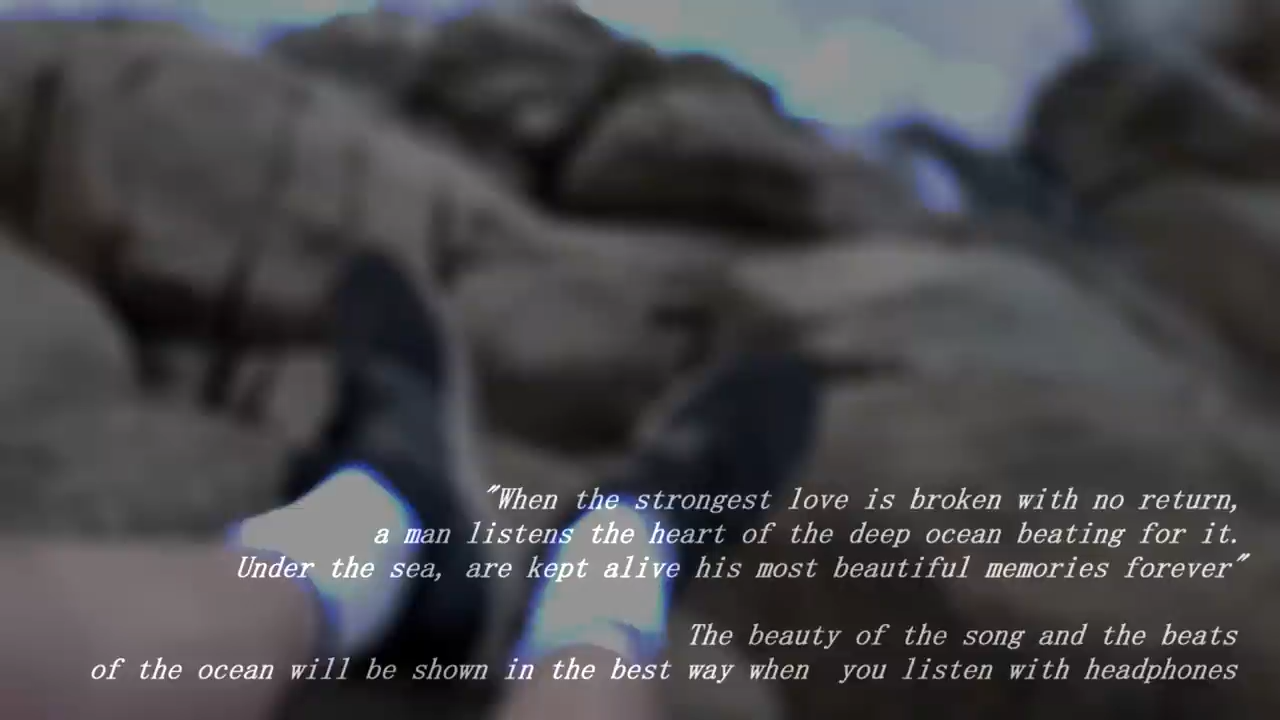 "When the strongest love is broken with no return,
a man listens the heart of the deep ocean beating for it.
Under the sea, are kept alive his most beautiful memories forever"
The beauty of the song and the beats
of the ocean will be shown in the best way when you listen with headphones